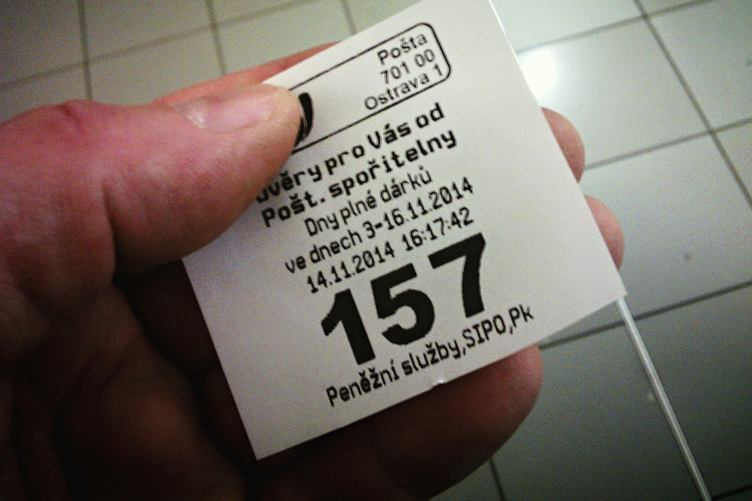 Pošta
701 00
Ostrava 1
pro Vás od
Pošt. spořitelny
Dny plné dárků
ve dnech 3-16.11.2014
14.11.2014 16:17:42
157
Peněžní služby,SIPO,Pk